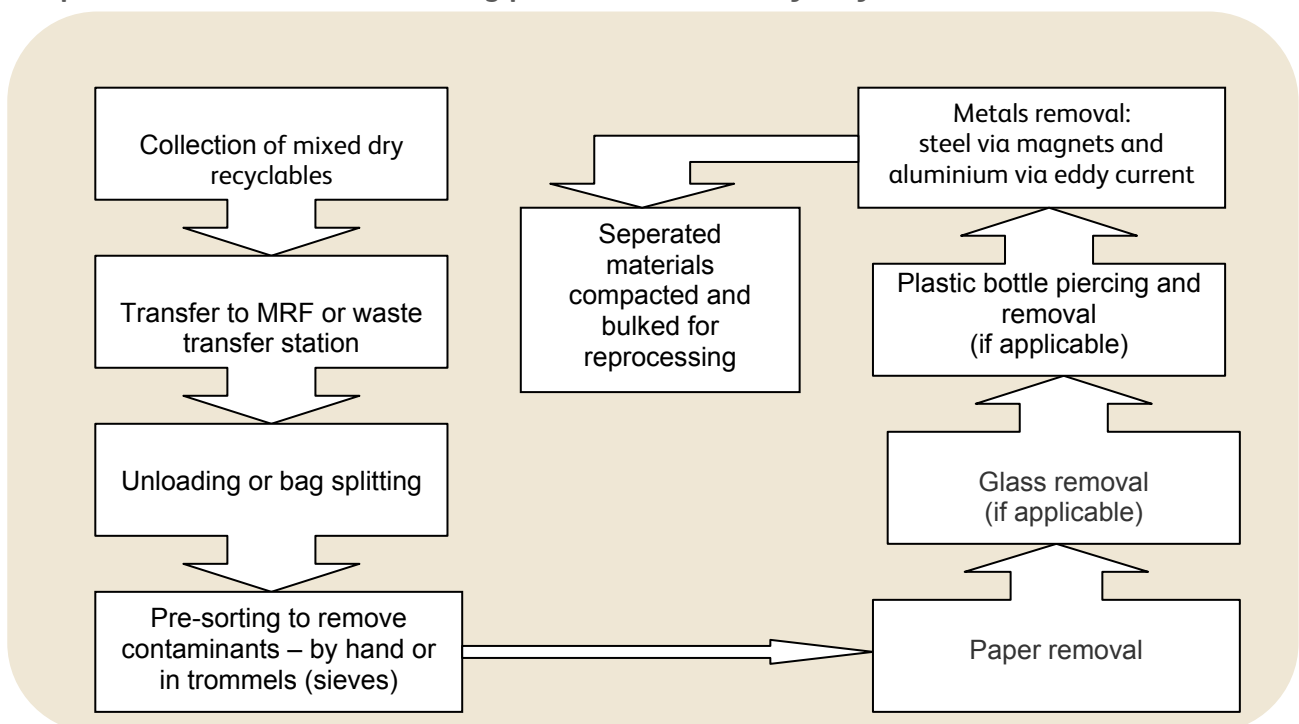 Collection of mixed dry
recyclables
Transfer to MRF or waste
transfer station
Unloading or bag splitting
Pre-sorting to remove
contaminants – by hand or
in trommels (sieves)
Paper removal
Glass removal
(if applicable)
Plastic bottle piercing and
removal
(if applicable)
Metals removal:
steel via magnets and
aluminium via eddy current
Seperated
materials
compacted and
bulked for
reprocessing